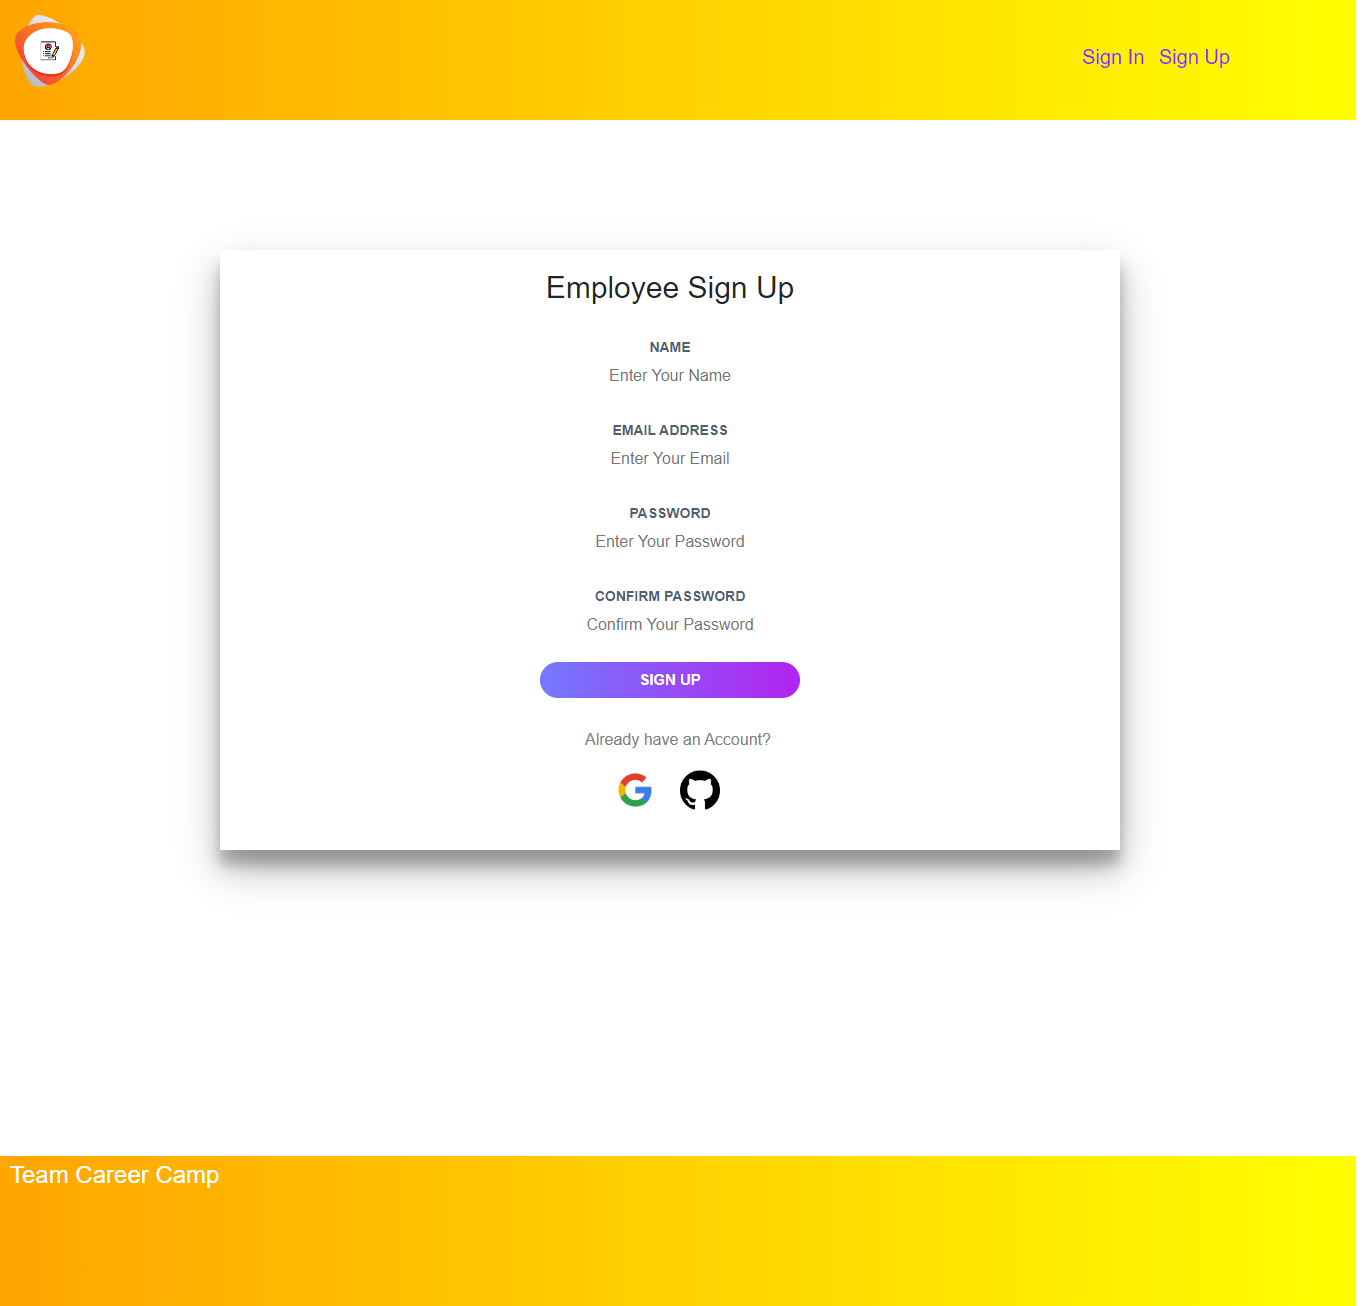 Sign In Sign Up
Employee Sign Up
NAME
Enter Your Name
EMAIL ADDRESS
Enter Your Email
PASSWORD
Enter Your Password
CONFIRM PASSWORD
Confirm Your Password
SIGN UP
Already have an Account?
Team Career Camp